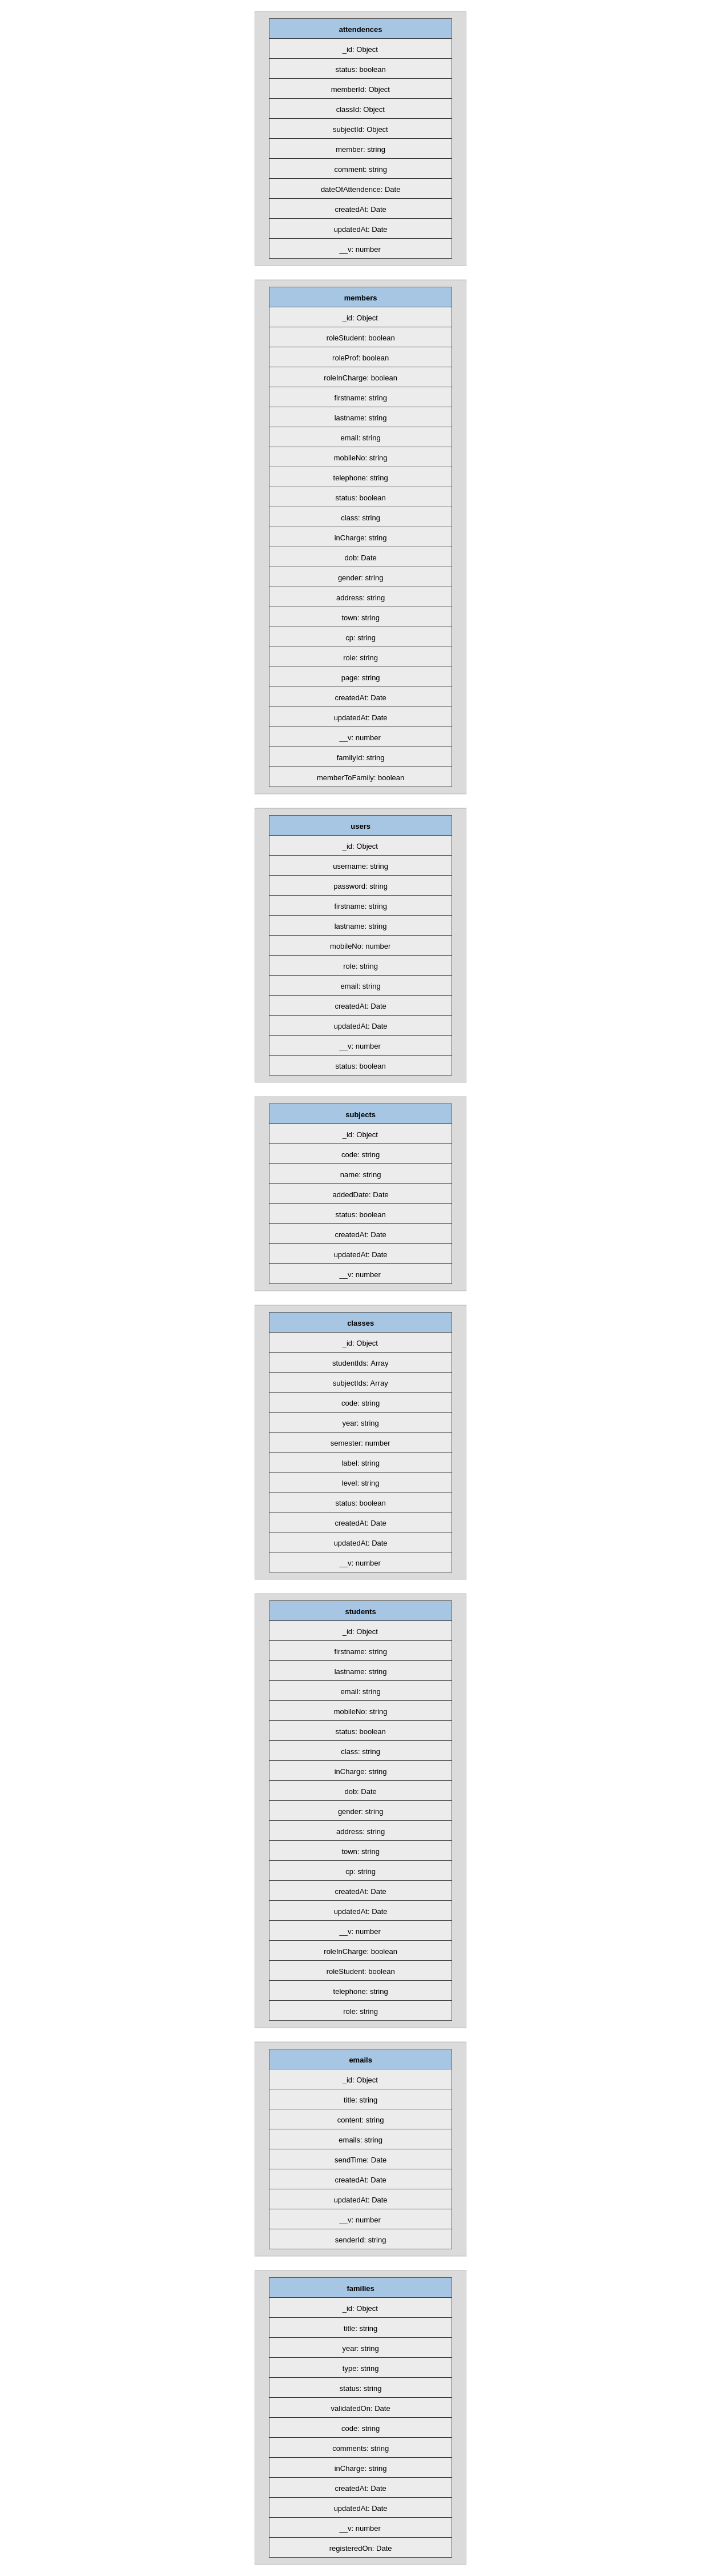 attendences
_id: Object
status: boolean
memberId: Object
classId: Object
subjectId: Object
member: string
comment: string
dateOfAttendence: Date
createdAt: Date
updatedAt: Date
__v: number
members
_id: Object
roleStudent: boolean
roleProf: boolean
roleInCharge: boolean
firstname: string
lastname: string
email: string
mobileNo: string
telephone: string
status: boolean
class: string
inCharge: string
dob: Date
gender: string
address: string
town: string
cp: string
role: string
page: string
createdAt: Date
updatedAt: Date
__v: number
familyId: string
memberToFamily: boolean
users
_id: Object
username: string
password: string
firstname: string
lastname: string
mobileNo: number
role: string
email: string
createdAt: Date
updatedAt: Date
__v: number
status: boolean
subjects
_id: Object
code: string
name: string
addedDate: Date
status: boolean
createdAt: Date
updatedAt: Date
__v: number
classes
_id: Object
studentIds: Array
subjectIds: Array
code: string
year: string
semester: number
label: string
level: string
status: boolean
createdAt: Date
updatedAt: Date
__v: number
students
_id: Object
firstname: string
lastname: string
email: string
mobileNo: string
status: boolean
class: string
inCharge: string
dob: Date
gender: string
address: string
town: string
cp: string
createdAt: Date
updatedAt: Date
__v: number
roleInCharge: boolean
roleStudent: boolean
telephone: string
role: string
emails
_id: Object
title: string
content: string
emails: string
sendTime: Date
createdAt: Date
updatedAt: Date
__v: number
senderId: string
families
_id: Object
title: string
year: string
type: string
status: string
validatedOn: Date
code: string
comments: string
inCharge: string
createdAt: Date
updatedAt: Date
__v: number
registeredOn: Date